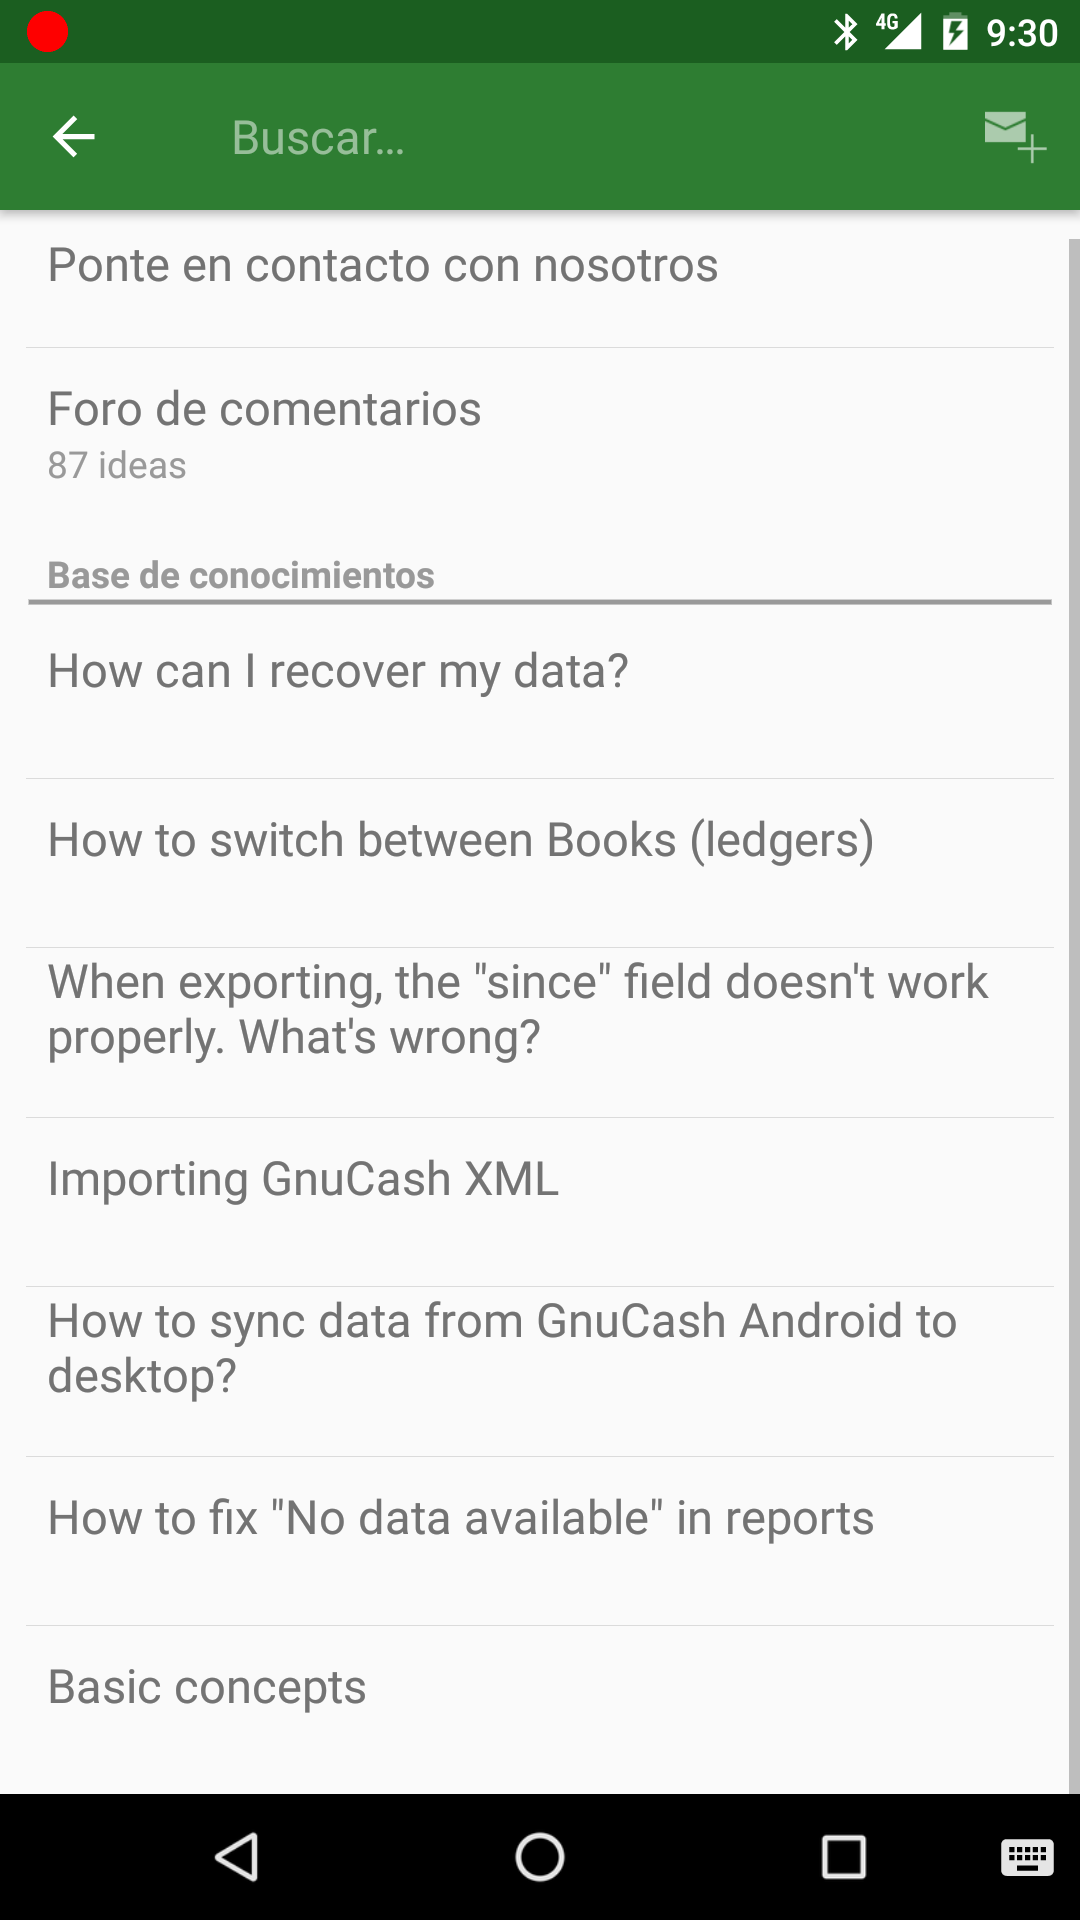 4G 9:30
Buscar...
Ponte en contacto con nosotros
Foro de comentarios
87 ideas
Base de conocimientos
How can I recover my data?
How to switch between Books (ledgers)
When exporting, the "since" field doesn't work
properly. What's wrong?
Importing GnuCash XML
How to sync data from GnuCash Android to
desktop?
How to fix "No data available" in reports
Basic concepts